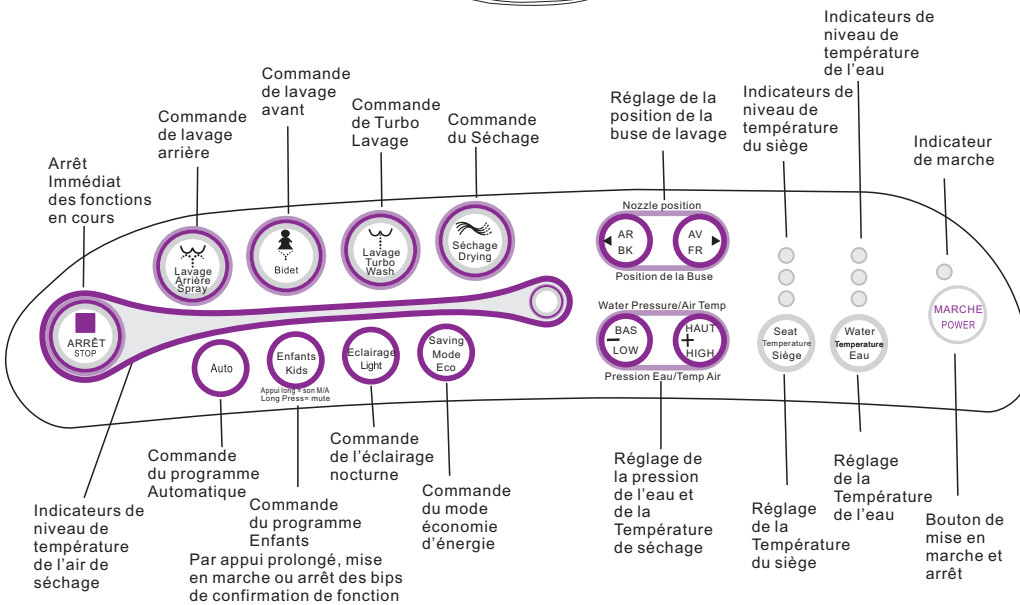 Indicateurs de
niveau de
température
de l'eau
Commande
de lavage
avant
Commande
de Turbo
Lavage
Réglage de la
position de la
buse de lavage
Indicateurs de
niveau de
température
du siège
Commande
de lavage
arrière
Commande
du Séchage
Indicateur
de marche
Arrêt
Immédiat
des fonctions
en cours
Lavage
Arrière
Spray
Bidet
Lavage
Turbo
Wash
Séchage
Drying
Nozzle position
AR
BK
AV
FR
Position de la Buse
Water Pressure/Air Temp
BAS
LOW
HAUT
HIGH
Pression Eau/Temp Air
Seat
Temperature
Siège
Water
Temperature
Eau
MARCHE
POWER
ARRÊT
STOP
Auto
Enfants
Kids
Appui long = son M/A
Long Press= mute
Eclairage
Light
Saving
Mode
Eco
Commande
du programme
Automatique
Commande
de l'éclairage
nocturne
Réglage de
la pression
de l'eau et
de la
Température
de séchage
Réglage
de la
Température
de l'eau
Indicateurs de
niveau de
température
de l'air de
séchage
Commande
du programme
Enfants
Par appui prolongé, mise
en marche ou arrêt des bips
de confirmation de fonction
Commande
du mode
économie
d'énergie
Réglage
de la
Température
du siège
Bouton de
mise en
marche et
arrêt